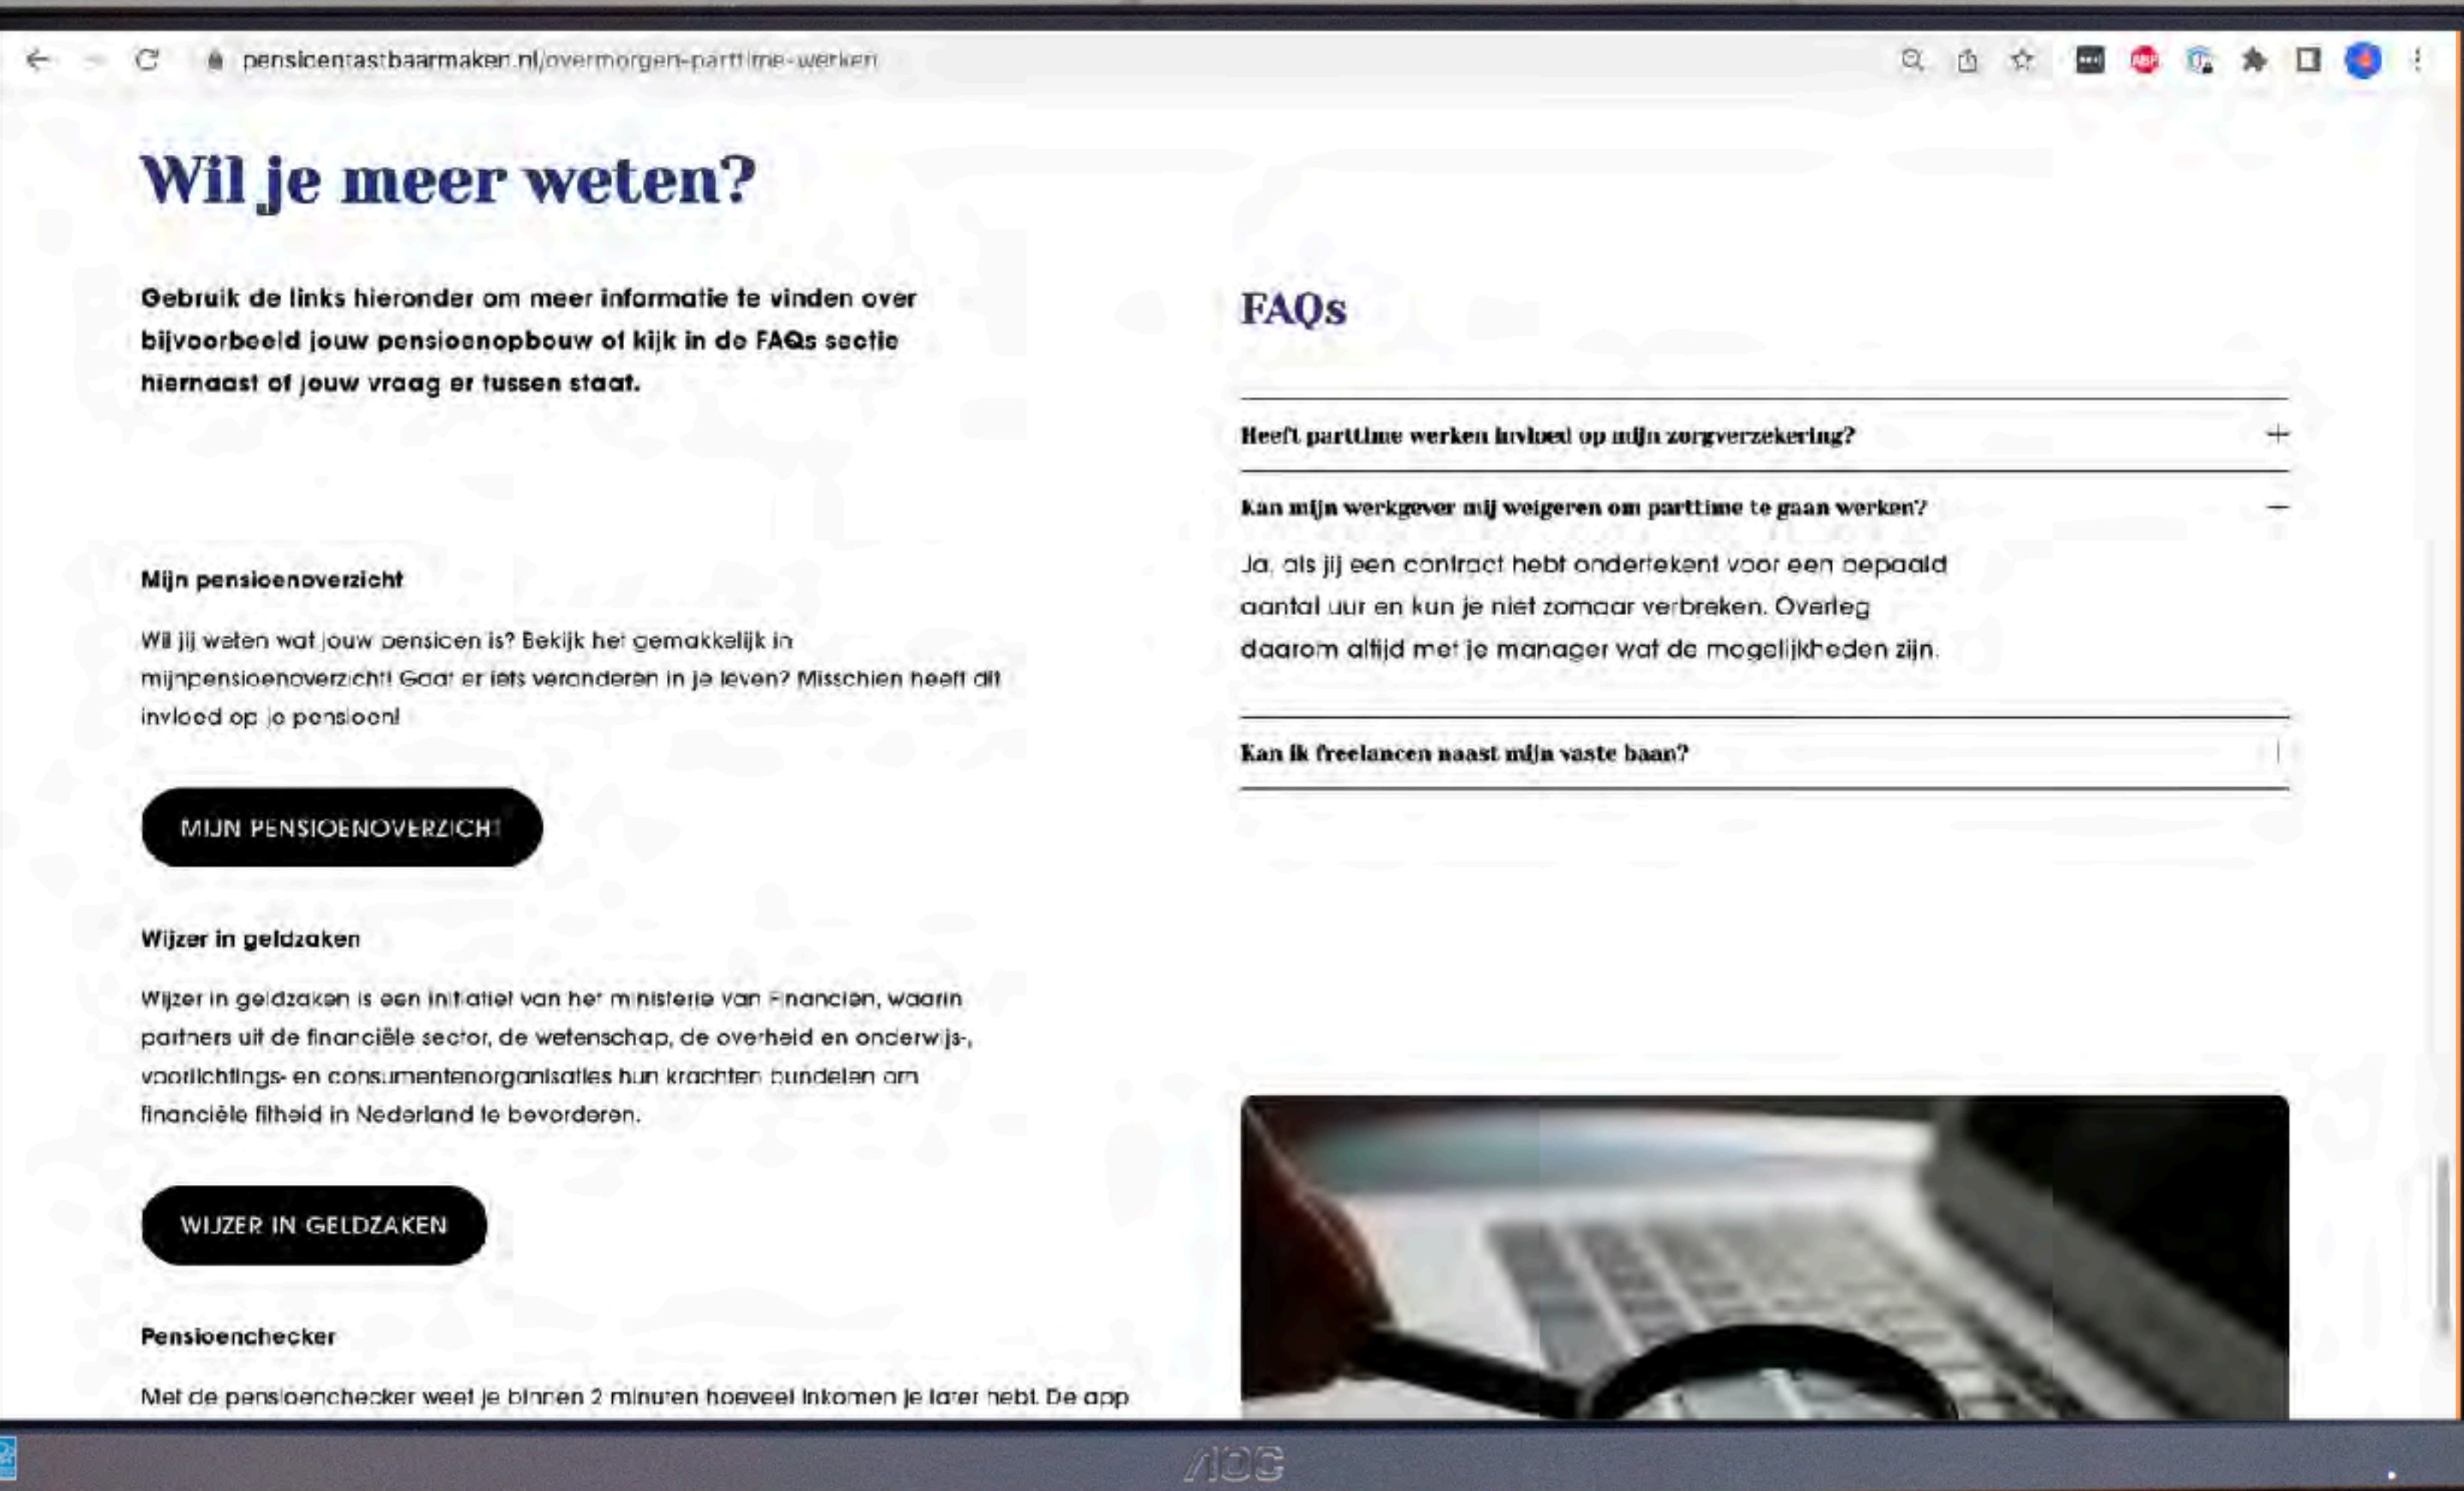 pensioentastbaarmaken.nl/overmorgen-parttime-werken
ABP
Wil je meer weten?
Gebruik de links hieronder om meer informatie te vinden over
bijvoorbeeld jouw pensioenopbouw of kijk in de FAQs sectie
hiernaast of jouw vraag er tussen staat.
Mijn pensioenoverzicht
Wil jij weten wat jouw pensioen is? Bekijk het gemakkelijk in
mijnpensioenoverzicht! Gaat er iets veranderen in je leven? Misschien heeft dit
invloed op je pensioen!
MIJN PENSIOENOVERZICHT
Wijzer in geldzaken
Wijzer in geldzaken is een initiatief van het ministerie van Financiën, waarin
partners uit de financiële sector, de wetenschap, de overheid en onderwijs-,
voorlichtings- en consumentenorganisaties hun krachten bundelen om
financiële fitheid in Nederland te bevorderen.
WIJZER IN GELDZAKEN
Pensioenchecker
Met de pensioenchecker weet je binnen 2 minuten hoeveel inkomen je later hebt. De app
FAQs
Heeft parttime werken invloed op mijn zorgverzekering?
Kan mijn werkgever mij weigeren om parttime te gaan werken?
Ja, als jij een contract hebt ondertekent voor een bepaald
aantal uur en kun je niet zomaar verbreken. Overleg
daarom altijd met je manager wat de mogelijkheden zijn.
Kan ik freelancen naast mijn vaste baan?
AOC